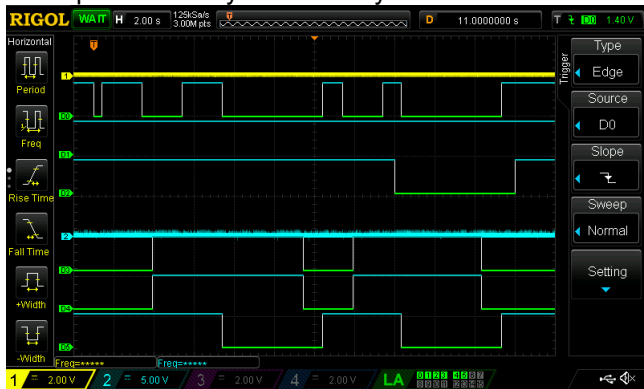 RIGOL WAIT H 2.00 s 125kSa/s 3.00M pts D 11.0000000 s T D0 1.40 V
Horizontal
Period
Freq
Rise Time
Fall Time
+Width
-Width
T
1
D0
D1
D2
2
D3
D4
D5
Freq=***** Freq=*****
Trigger
Type
Edge
Source
D0
Slope
Sweep
Normal
Setting
1 = 2.00 V 2 = 5.00 V 3 = 2.00 V 4 = 2.00 V LA